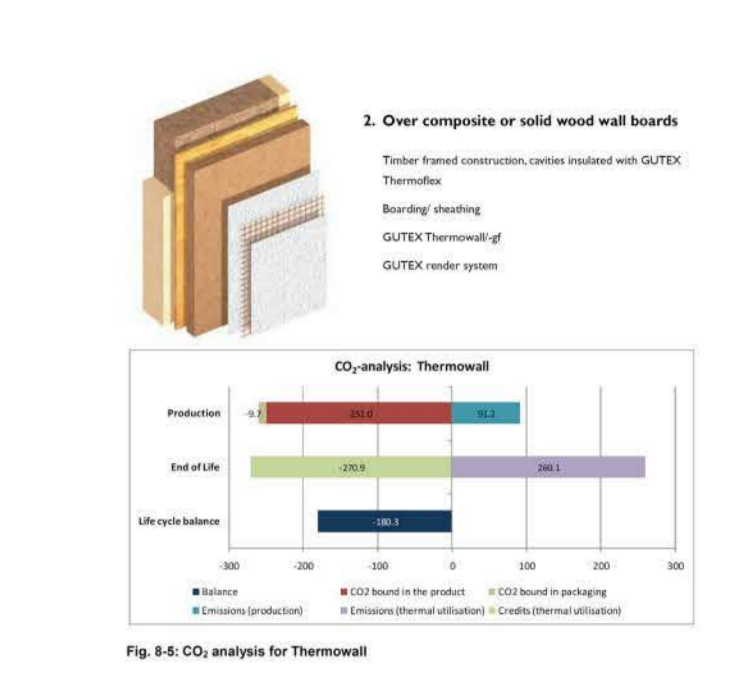 2. Over composite or solid wood wall boards
Timber framed construction, cavities insulated with GUTEX
Thermoflex
Boarding/ sheathing
GUTEX Thermowall/-gf
GUTEX render system
CO₂-analysis: Thermowall
Production
-9.7
-251.0
91.2
End of Life
-270.9
260.1
Life cycle balance
-180.3
-300 -200 -100 0 100 200 300
Balance CO2 bound in the product CO2 bound in packaging
Emissions (production) Emissions (thermal utilisation) Credits (thermal utilisation)
Fig. 8-5: CO₂ analysis for Thermowall